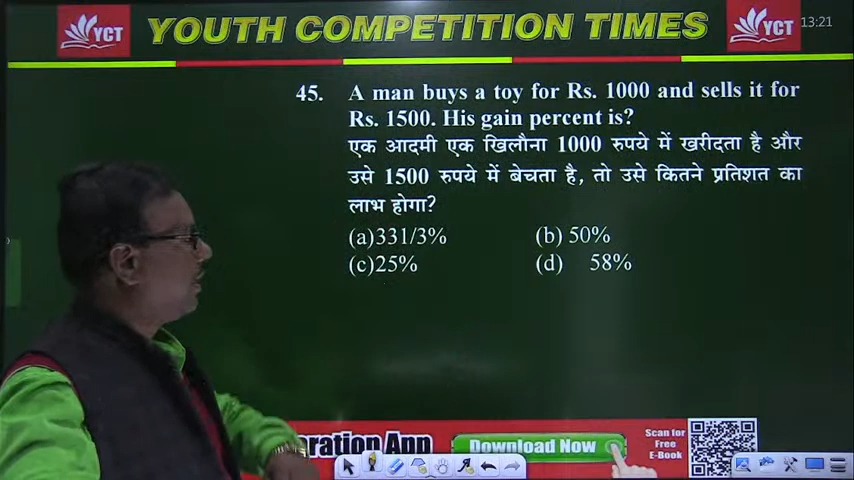 YCT
YOUTH COMPETITION TIMES
YCT
13:21
45. A man buys a toy for Rs. 1000 and sells it for
Rs. 1500. His gain percent is?
एक आदमी एक खिलौना 1000 रुपये में खरीदता है और
उसे 1500 रुपये में बेचता है, तो उसे कितने प्रतिशत का
लाभ होगा?
(a)331/3% (b) 50%
(c)25% (d) 58%
ration App
Download Now
Scan for
Free
E-Book